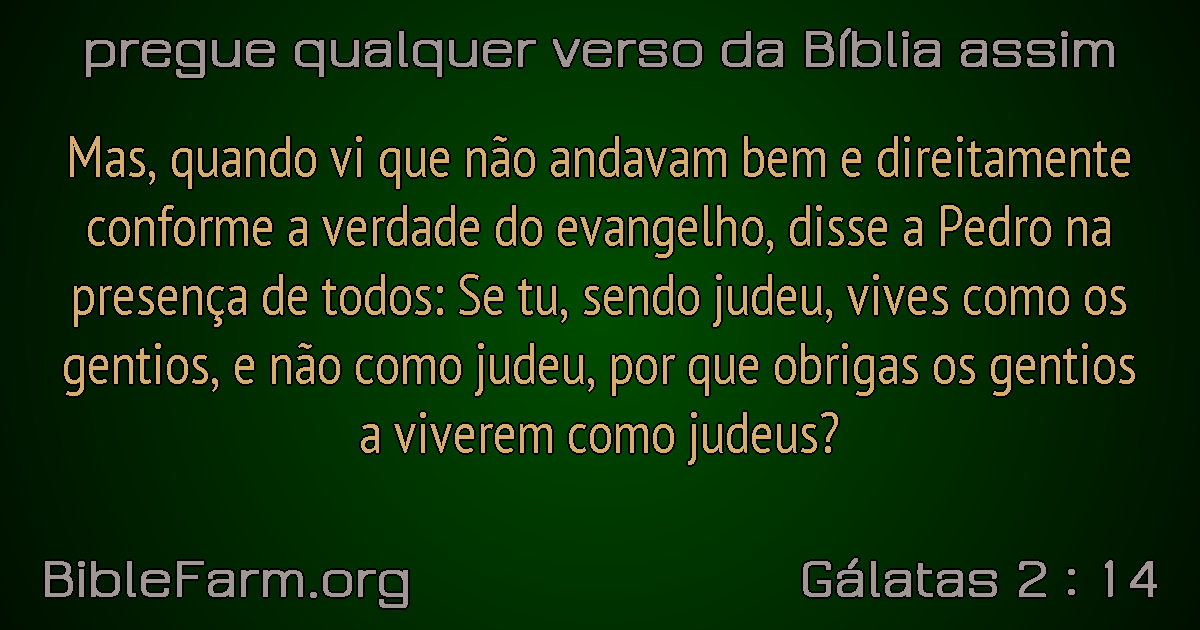 pregue qualquer verso da Bíblia assim
Mas, quando vi que não andavam bem e direitamente
conforme a verdade do evangelho, disse a Pedro na
presença de todos: Se tu, sendo judeu, vives como os
gentios, e não como judeu, por que obrigas os gentios
a viverem como judeus?
BibleFarm.org
Gálatas 2 : 14